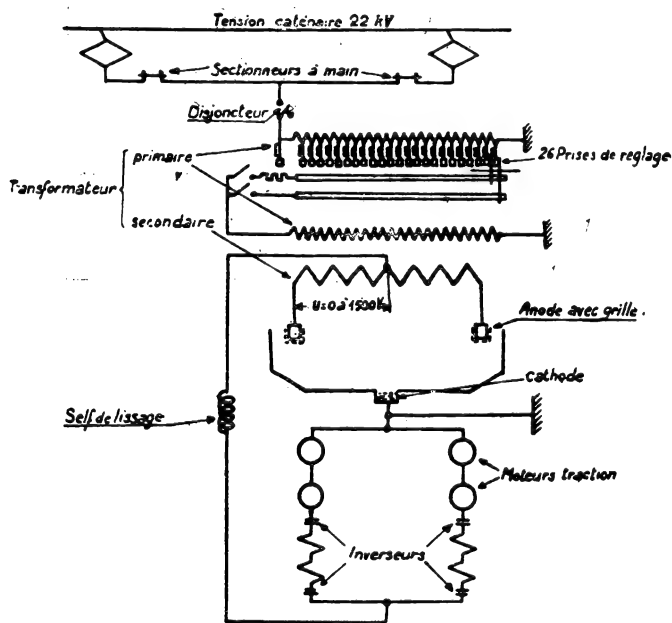 Tension caténaire 22 kV
Sectionneurs à main
Disjoncteur
primaire
26 Prises de réglage
Transformateur
secondaire
U=0 à 1500V
Anode avec grille.
cathode
Self de lissage
Moteurs traction
Inverseurs